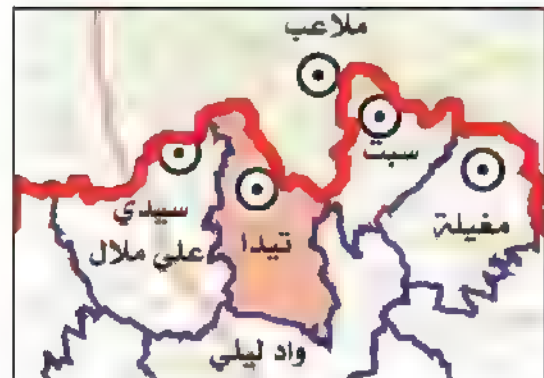 ملاعب
سبت
مغيلة
سيدي
علي ملال
تيدا
واد ليلي